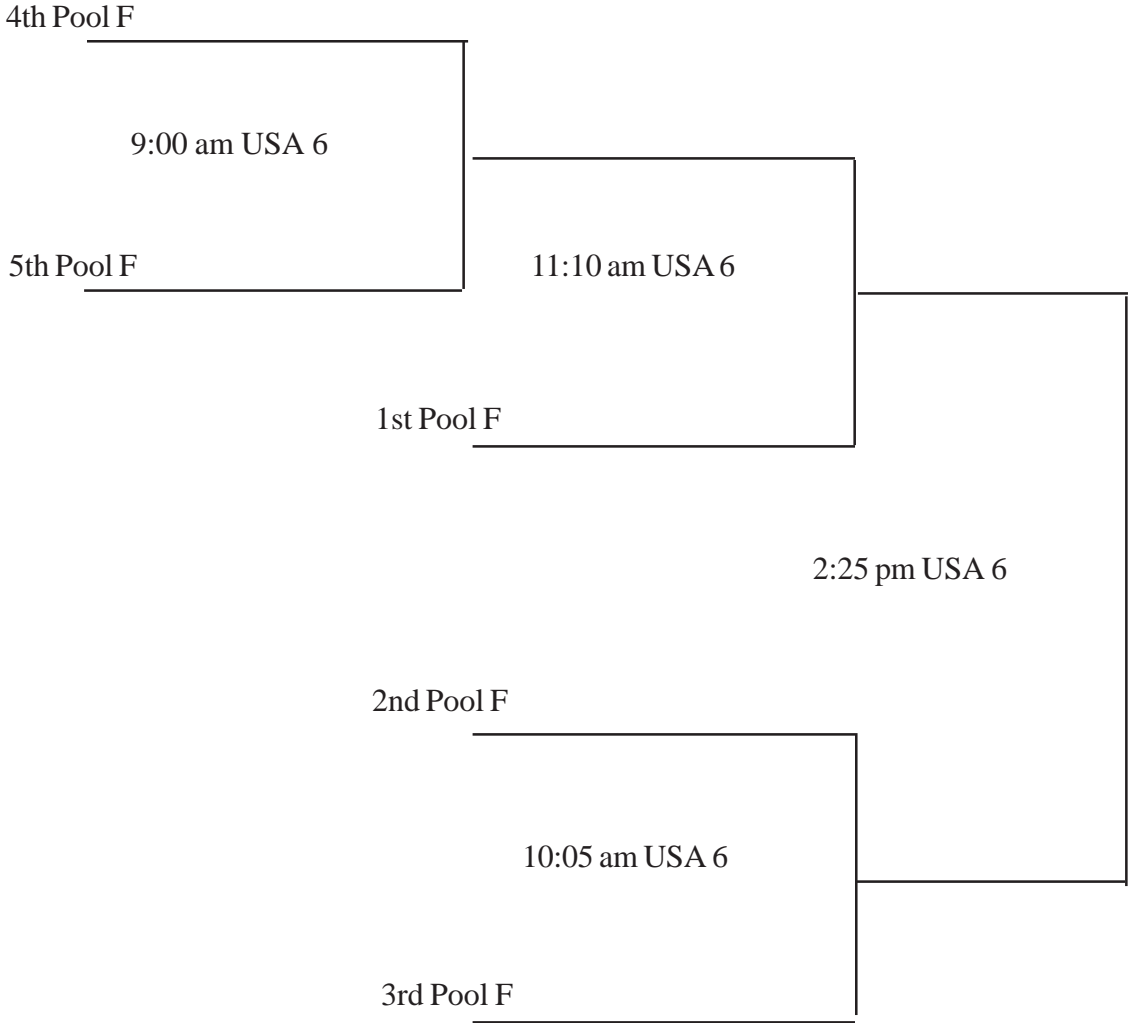 4th Pool F
9:00 am USA 6
5th Pool F
11:10 am USA 6
1st Pool F
2:25 pm USA 6
2nd Pool F
10:05 am USA 6
3rd Pool F